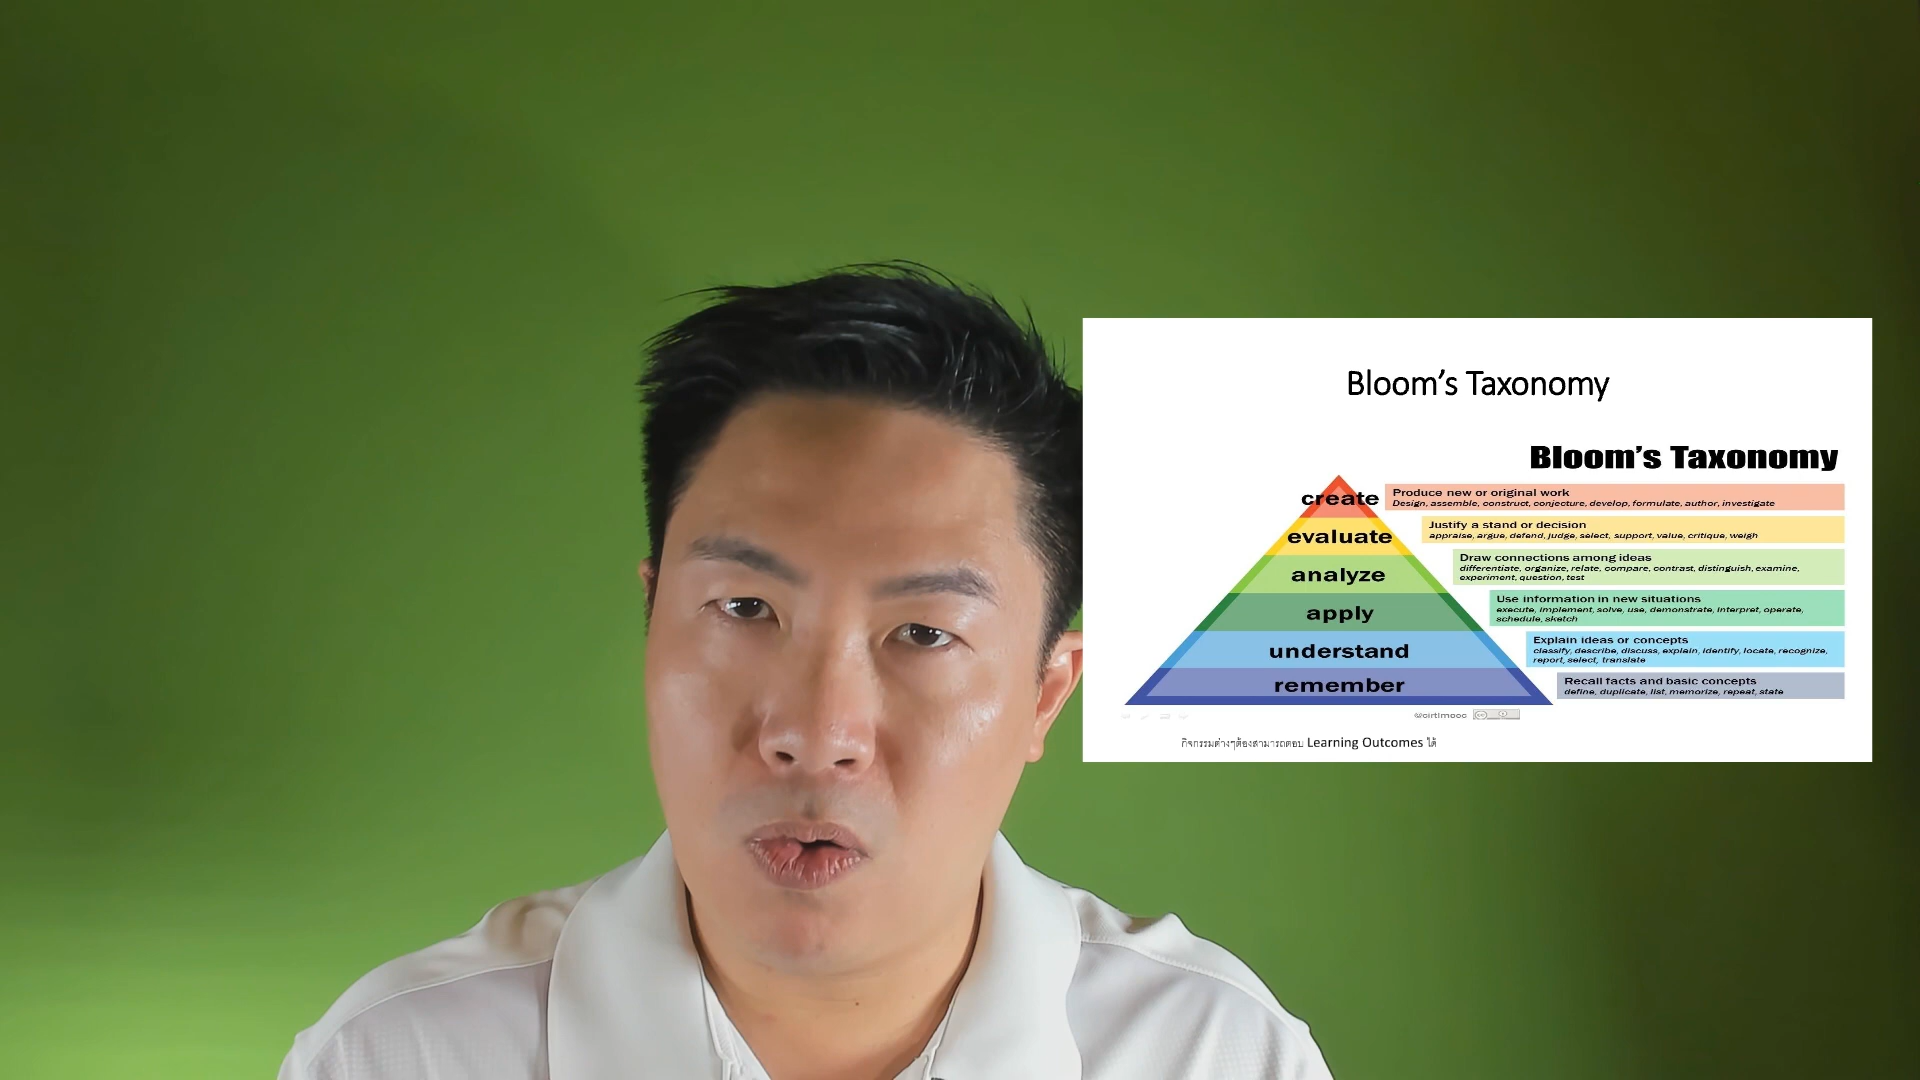 Bloom's Taxonomy
Bloom's Taxonomy
create
Produce new or original work
Design, assemble, construct, conjecture, develop, formulate, author, investigate
evaluate
Justify a stand or decision
appraise, argue, defend, judge, select, support, value, critique, weigh
analyze
Draw connections among ideas
differentiate, organize, relate, compare, contrast, distinguish, examine,
experiment, question, test
apply
Use information in new situations
execute, implement, solve, use, demonstrate, interpret, operate,
schedule, sketch
understand
Explain ideas or concepts
classify, describe, discuss, explain, identify, locate, recognize,
report, select, translate
remember
Recall facts and basic concepts
define, duplicate, list, memorize, repeat, state
@cirtlmooc
กิจกรรมต่างๆต้องสามารถตอบ Learning Outcomes ได้